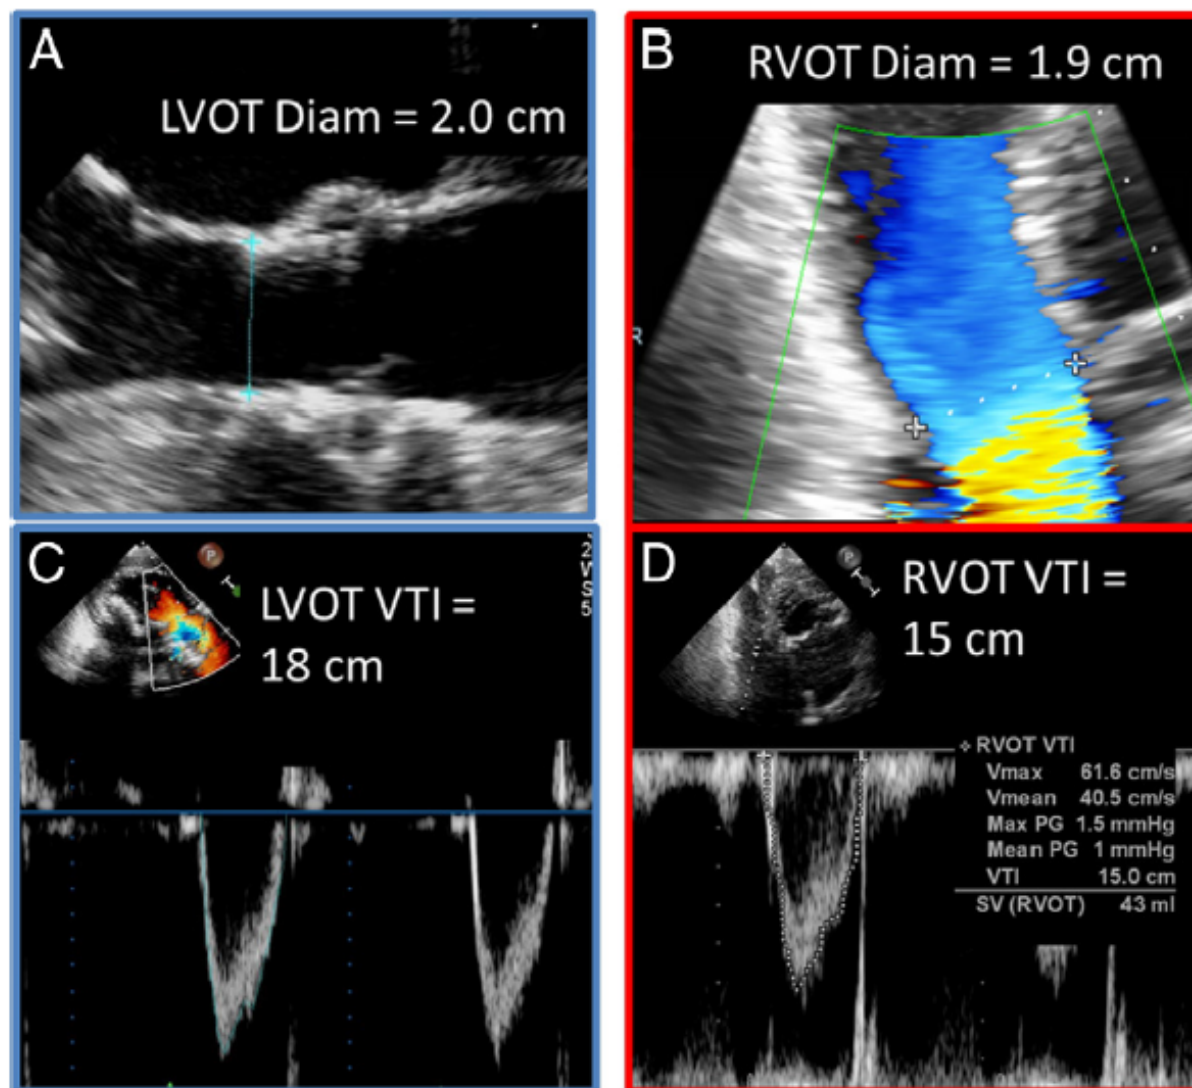 A
LVOT Diam = 2.0 cm
B
RVOT Diam = 1.9 cm
R
C
P
LVOT VTI =
18 cm
2
V
S
5
D
P
RVOT VTI =
15 cm
RVOT VTI
Vmax 61.6 cm/s
Vmean 40.5 cm/s
Max PG 1.5 mmHg
Mean PG 1 mmHg
VTI 15.0 cm
SV (RVOT) 43 ml